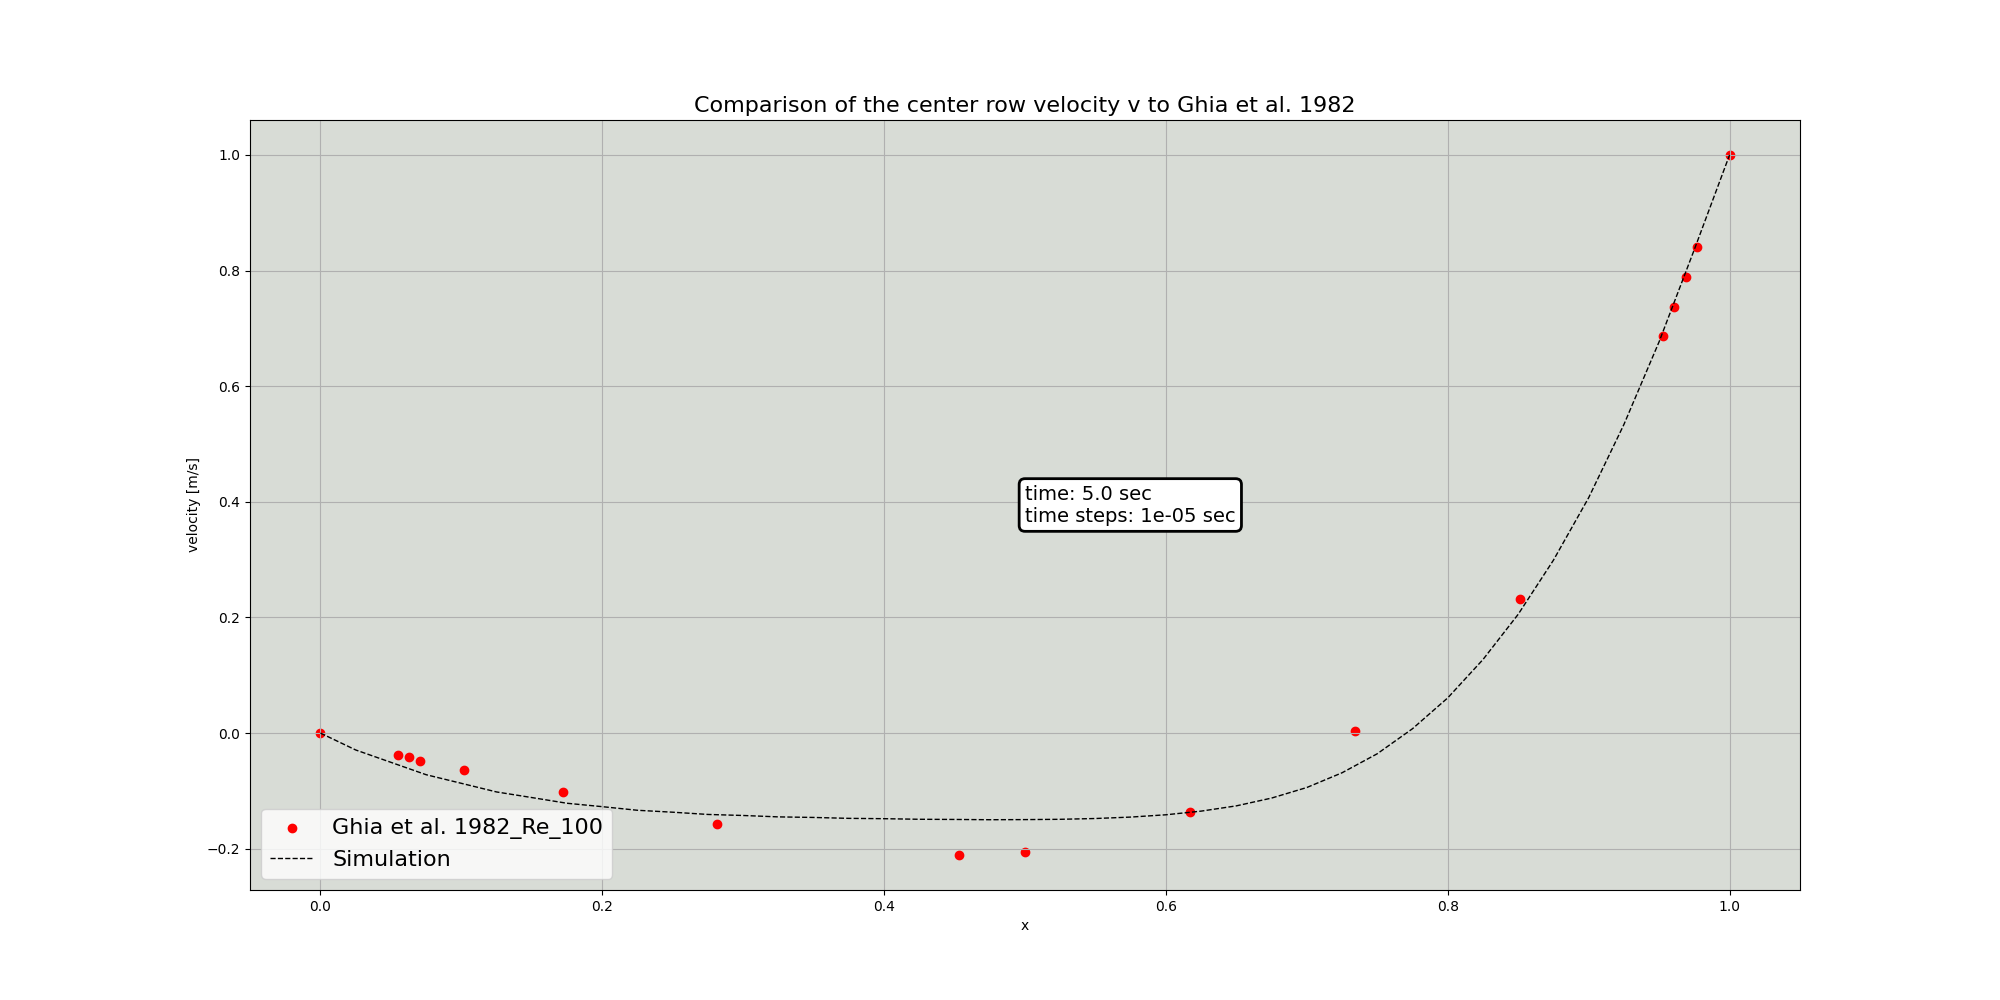 Comparison of the center row velocity v to Ghia et al. 1982
1.0
0.8
0.6
0.4
0.2
0.0
−0.2
velocity [m/s]
time: 5.0 sec
time steps: 1e-05 sec
Ghia et al. 1982_Re_100
Simulation
0.0 0.2 0.4 0.6 0.8 1.0
x